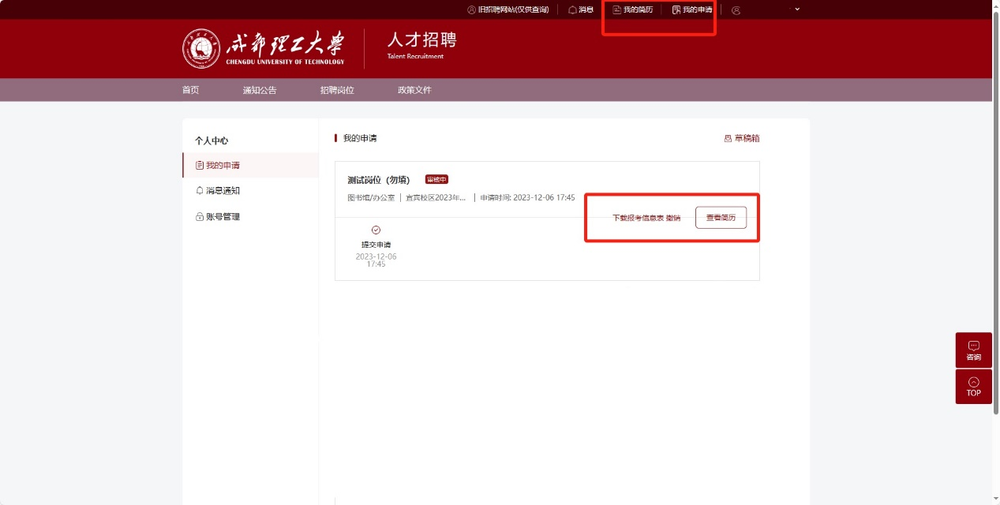 旧招聘网站(仅供查询) 消息 我的简历 我的申请
成都理工大学
CHENGDU UNIVERSITY OF TECHNOLOGY
人才招聘
Talent Recruitment
首页 通知公告 招聘岗位 政策文件
个人中心
我的申请
消息通知
账号管理
我的申请 草稿箱
测试岗位（勿填） 审核中
图书馆/办公室 | 宜宾校区2023年... | 申请时间: 2023-12-06 17:45
下载报考信息表 撤销 查看简历
提交申请
2023-12-06
17:45
咨询
TOP